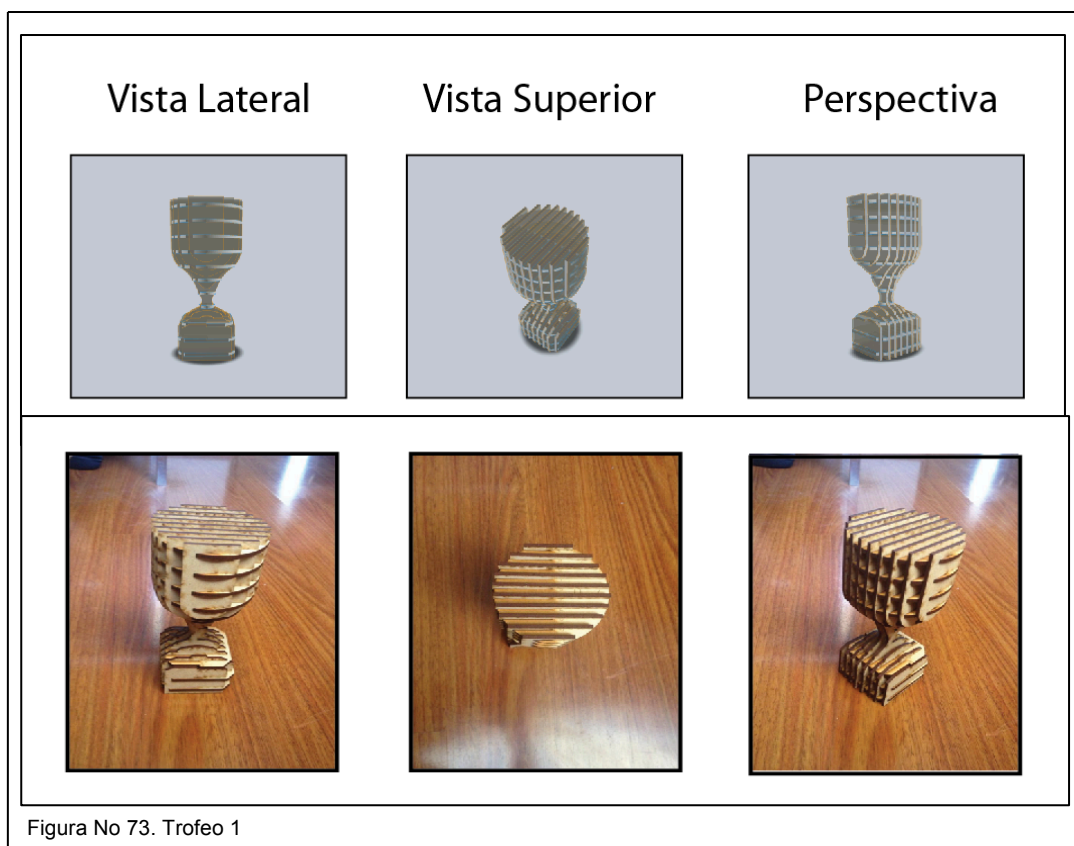 Vista Lateral
Vista Superior
Perspectiva
Figura No 73. Trofeo 1